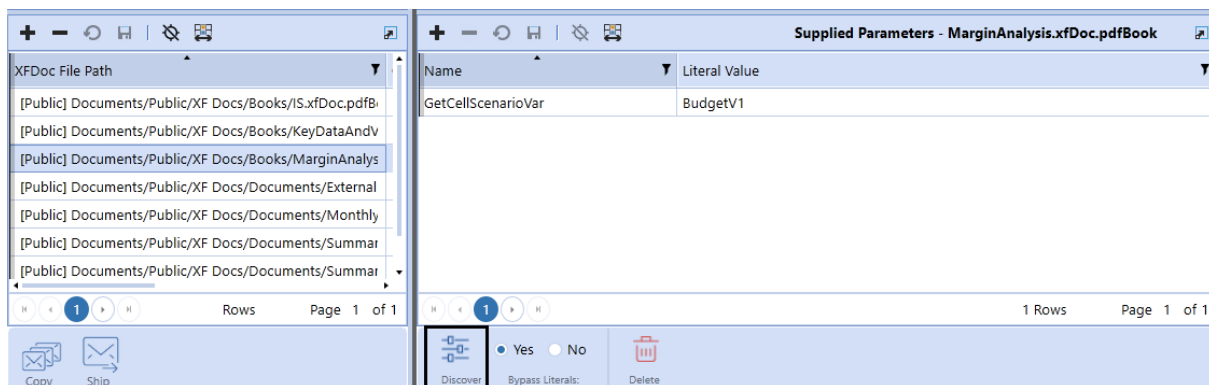 Supplied Parameters - MarginAnalysis.xfDoc.pdfBook
XFDoc File Path
[Public] Documents/Public/XF Docs/Books/IS.xfDoc.pdfB
[Public] Documents/Public/XF Docs/Books/KeyDataAndV
[Public] Documents/Public/XF Docs/Books/MarginAnalys
[Public] Documents/Public/XF Docs/Documents/External
[Public] Documents/Public/XF Docs/Documents/Monthly
[Public] Documents/Public/XF Docs/Documents/Summar
[Public] Documents/Public/XF Docs/Documents/Summar
1
Rows Page 1 of 1
Copy Ship
Name Literal Value
GetCellScenarioVar BudgetV1
1
1 Rows Page 1 of 1
Yes No
Discover Bypass Literals: Delete